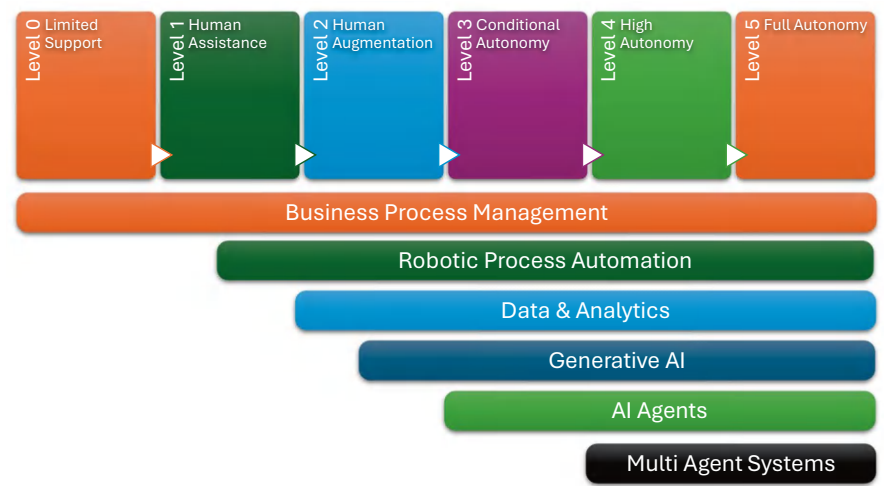 Level 0
Limited
Support
Level 1
Human
Assistance
Level 2
Human
Augmentation
Level 3
Conditional
Autonomy
Level 4
High
Autonomy
Level 5
Full Autonomy
Business Process Management
Robotic Process Automation
Data & Analytics
Generative AI
AI Agents
Multi Agent Systems